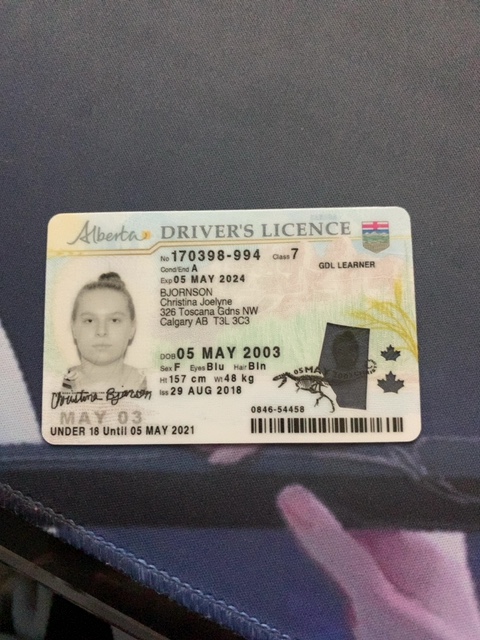 Alberta DRIVER'S LICENCE
No 170398-994 Class 7
Cond/End A GDL LEARNER
Exp 05 MAY 2024
BJORNSON
Christina Joelyne
326 Toscana Gdns NW
Calgary AB T3L 3C3
DOB 05 MAY 2003
Sex F Eyes Blu Hair Bln
Ht 157 cm Wt 48 kg
Iss 29 AUG 2018
Christina Bjornson
MAY 03
05 MAY
0846-54458
UNDER 18 Until 05 MAY 2021